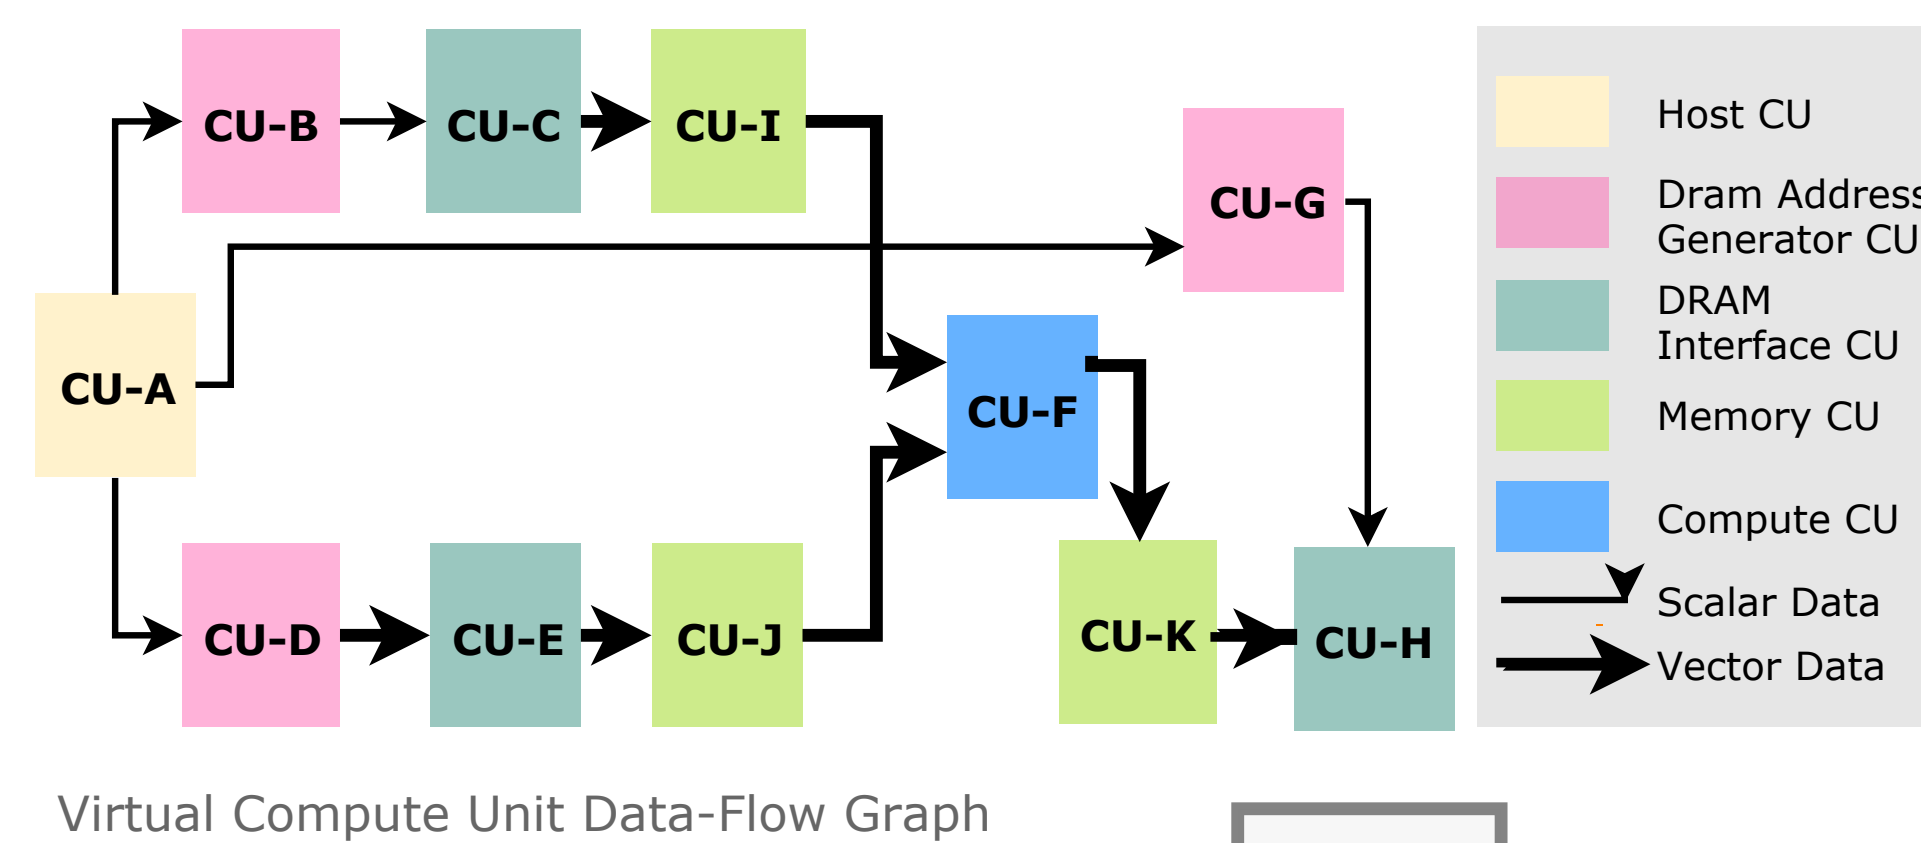 CU-B
CU-C
CU-I
CU-G
CU-A
CU-F
CU-D
CU-E
CU-J
CU-K
CU-H
Host CU
Dram Address
Generator CU
DRAM
Interface CU
Memory CU
Compute CU
Scalar Data
Vector Data
Virtual Compute Unit Data-Flow Graph